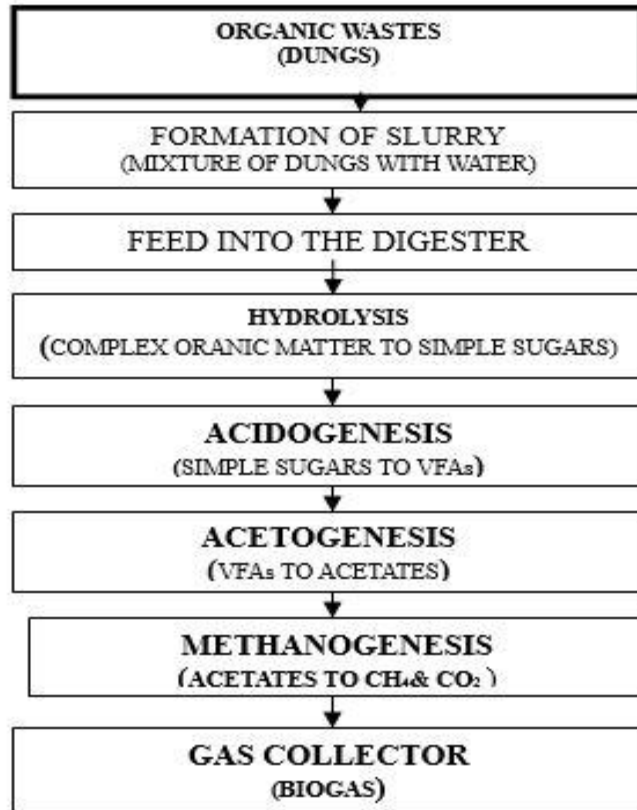 ORGANIC WASTES
(DUNGS)
FORMATION OF SLURRY
(MIXTURE OF DUNGS WITH WATER)
FEED INTO THE DIGESTER
HYDROLYSIS
(COMPLEX ORANIC MATTER TO SIMPLE SUGARS)
ACIDOGENESIS
(SIMPLE SUGARS TO VFAs)
ACETOGENESIS
(VFAs TO ACETATES)
METHANOGENESIS
(ACETATES TO CH₄& CO₂ )
GAS COLLECTOR
(BIOGAS)